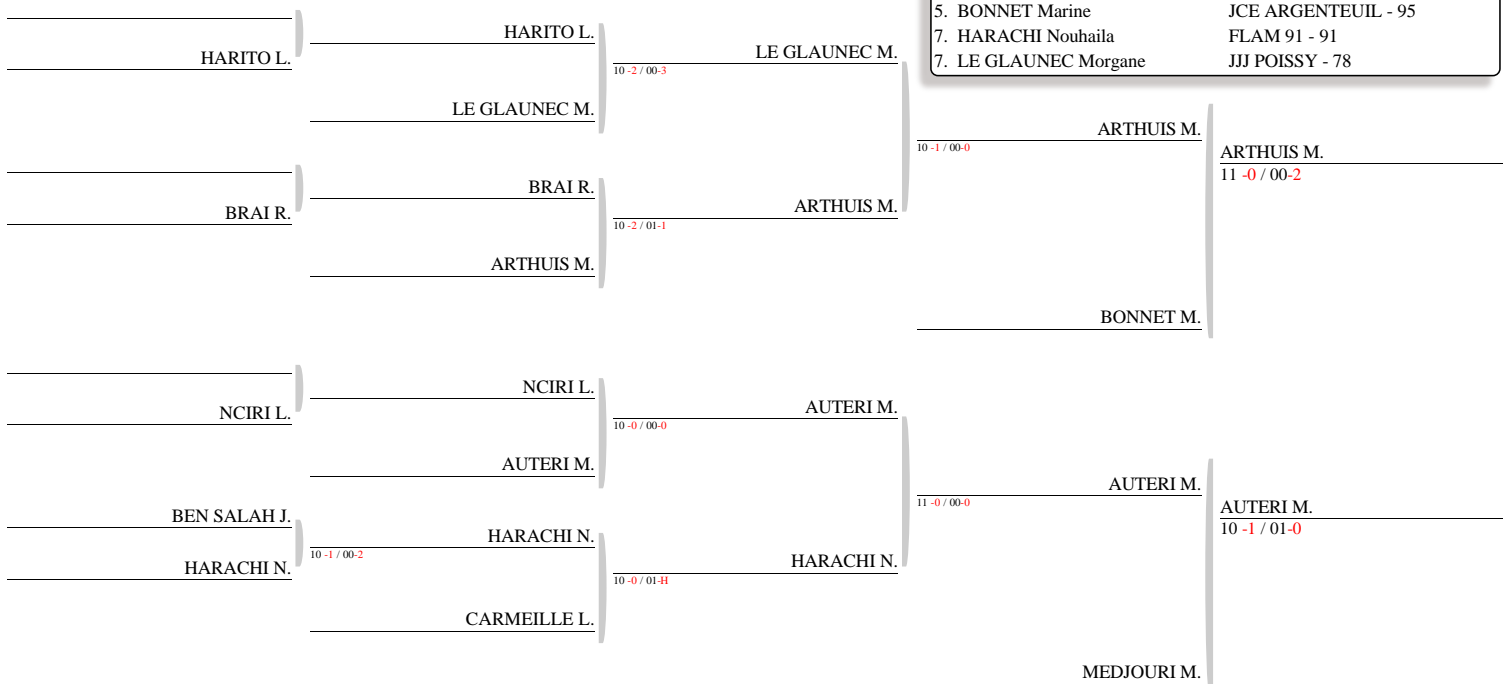 5. BONNET Marine JCE ARGENTEUIL - 95
7. HARACHI Nouhaila FLAM 91 - 91
7. LE GLAUNEC Morgane JJJ POISSY - 78
HARITO L.
HARITO L.
LE GLAUNEC M.
10 -2 / 00-3
LE GLAUNEC M.
ARTHUIS M.
10 -1 / 00-0
ARTHUIS M.
11 -0 / 00-2
BRAI R.
BRAI R.
ARTHUIS M.
10 -2 / 01-1
ARTHUIS M.
BONNET M.
NCIRI L.
NCIRI L.
AUTERI M.
10 -0 / 00-0
AUTERI M.
AUTERI M.
11 -0 / 00-0
AUTERI M.
10 -1 / 01-0
BEN SALAH J.
HARACHI N.
10 -1 / 00-2
HARACHI N.
HARACHI N.
10 -0 / 01-H
CARMEILLE L.
MEDJOURI M.